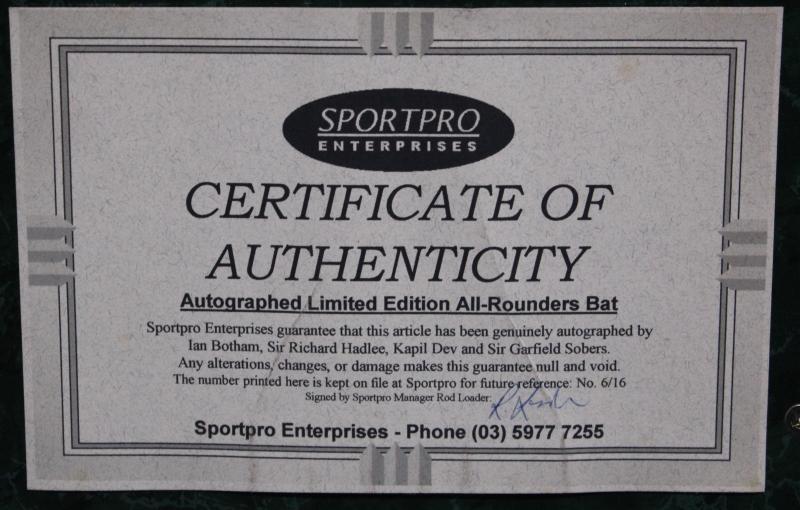 SPORTPRO
ENTERPRISES
CERTIFICATE OF
AUTHENTICITY
Autographed Limited Edition All-Rounders Bat
Sportpro Enterprises guarantee that this article has been genuinely autographed by
Ian Botham, Sir Richard Hadlee, Kapil Dev and Sir Garfield Sobers.
Any alterations, changes, or damage makes this guarantee null and void.
The number printed here is kept on file at Sportpro for future reference: No. 6/16
Signed by Sportpro Manager Rod Loader:
Sportpro Enterprises - Phone (03) 5977 7255